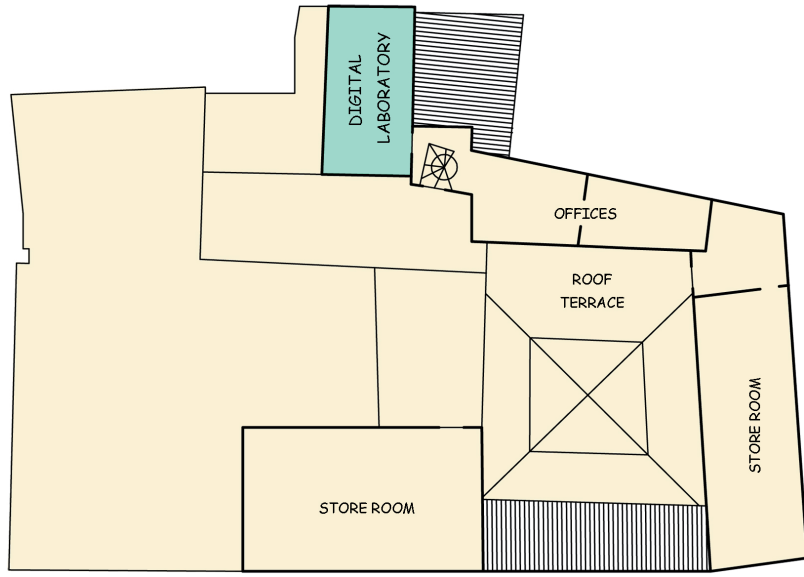 DIGITAL
LABORATORY
OFFICES
ROOF
TERRACE
STORE ROOM
STORE ROOM